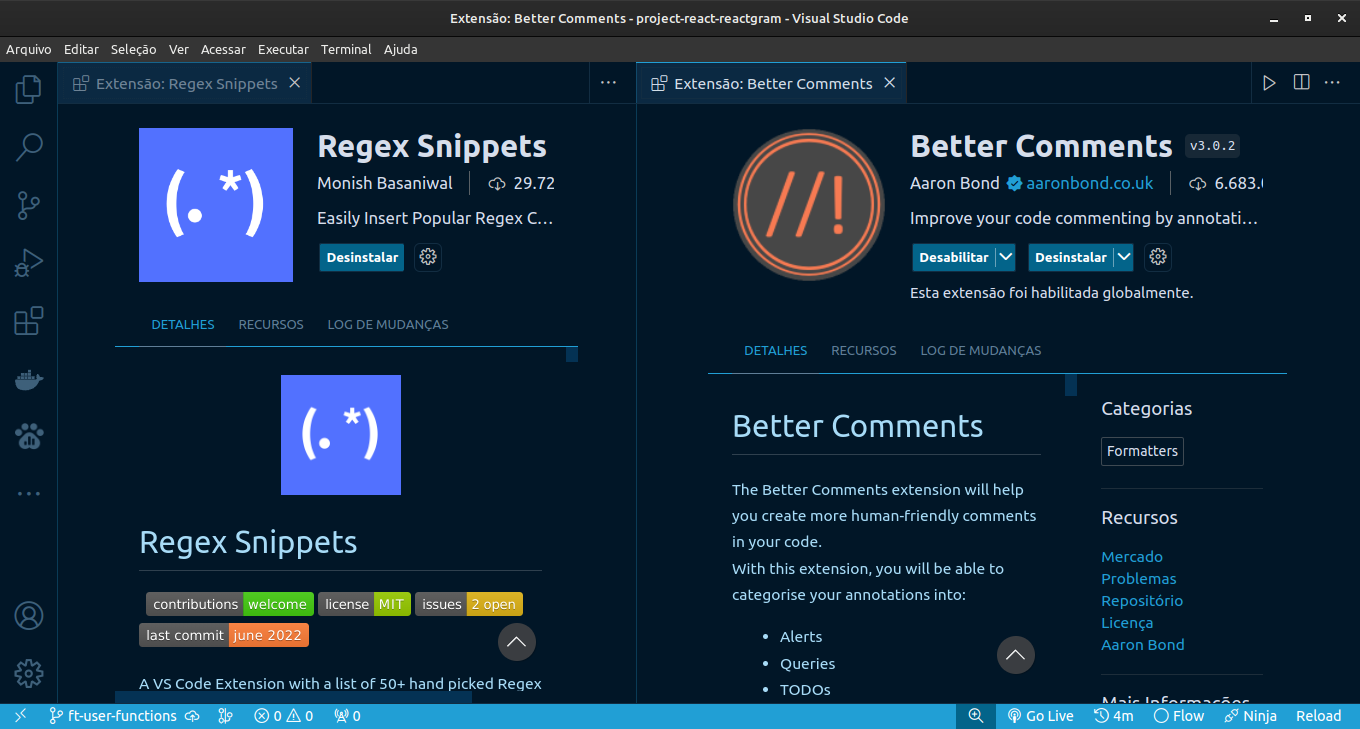 Extensão: Better Comments - project-react-reactgram - Visual Studio Code
Arquivo Editar Seleção Ver Acessar Executar Terminal Ajuda
Extensão: Regex Snippets
(. *)
Regex Snippets
Monish Basaniwal 29.72
Easily Insert Popular Regex C…
Desinstalar
DETALHES RECURSOS LOG DE MUDANÇAS
(. *)
Regex Snippets
contributions welcome license MIT issues 2 open
last commit june 2022
A VS Code Extension with a list of 50+ hand picked Regex
Extensão: Better Comments
//!
Better Comments v3.0.2
Aaron Bond aaronbond.co.uk 6.683.
Improve your code commenting by annotati…
Desabilitar Desinstalar
Esta extensão foi habilitada globalmente.
DETALHES RECURSOS LOG DE MUDANÇAS
Better Comments
The Better Comments extension will help
you create more human-friendly comments
in your code.
With this extension, you will be able to
categorise your annotations into:
• Alerts
• Queries
• TODOs
Categorias
Formatters
Recursos
Mercado
Problemas
Repositório
Licença
Aaron Bond
Mais Informações
ft-user-functions 0 0 0 Go Live 4m Flow Ninja Reload